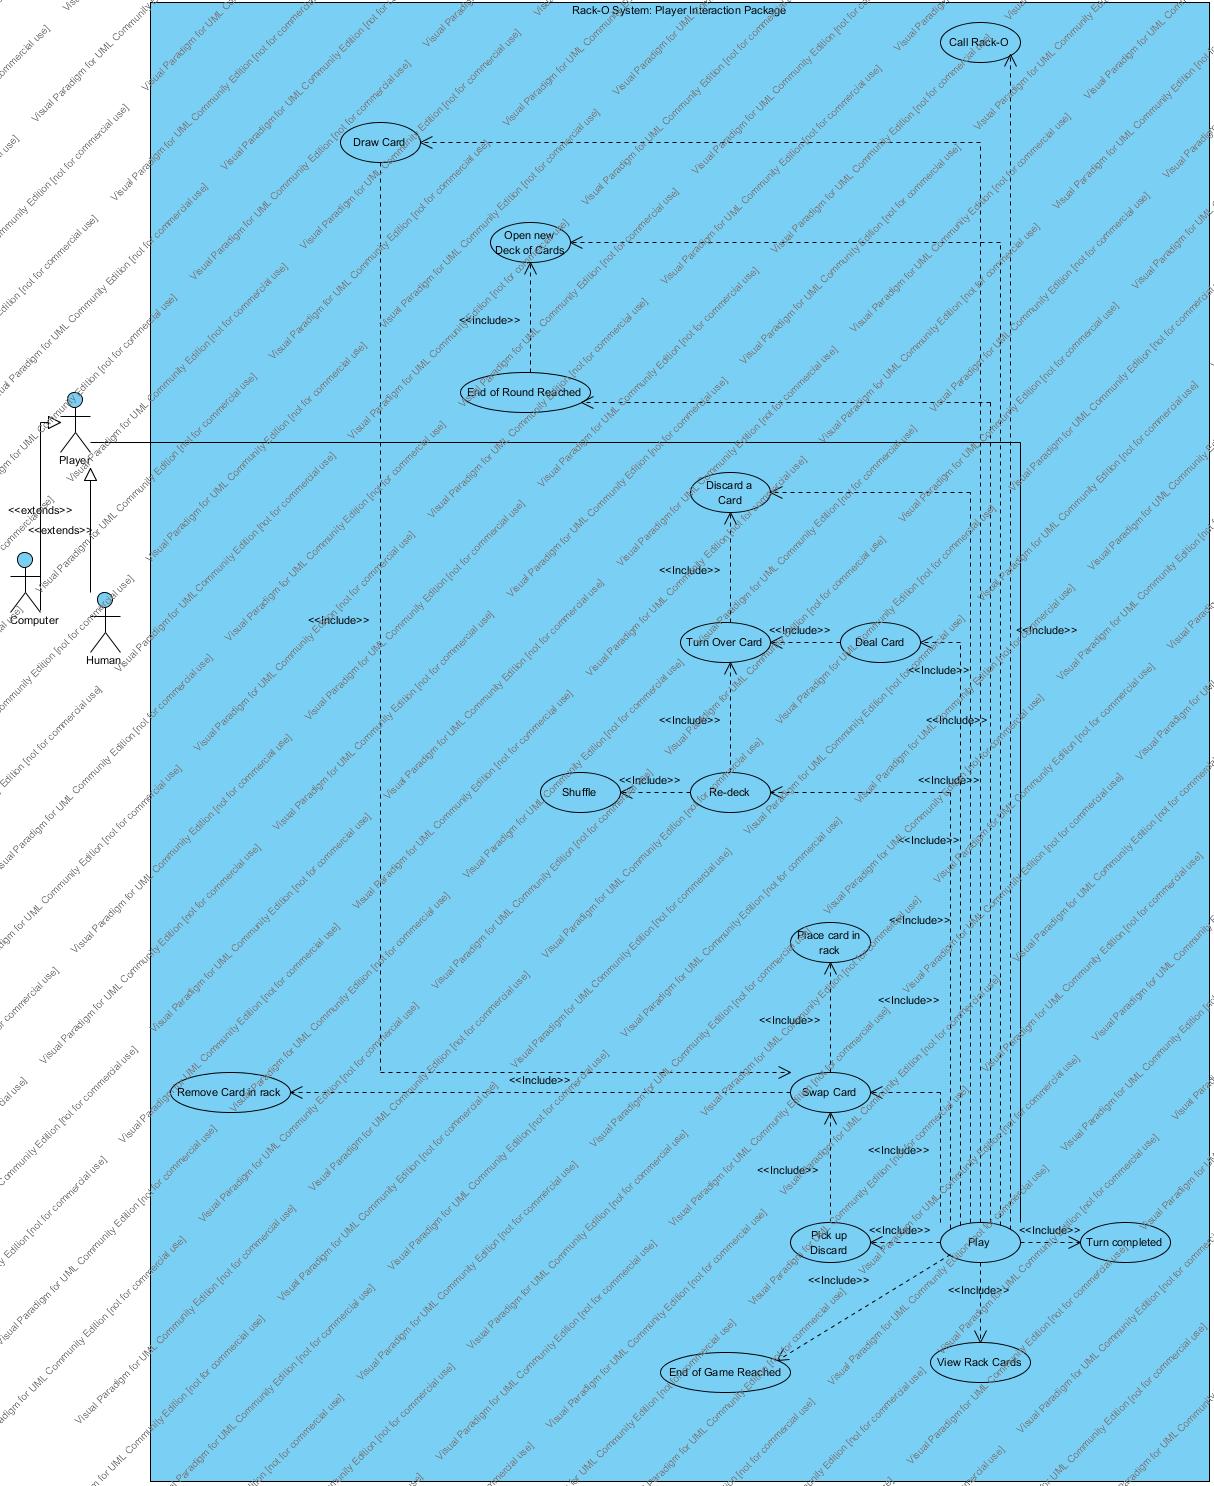 Rack-O System: Player Interaction Package
Call Rack-O
Draw Card
Open new
Deck of Cards
<<Include>>
End of Round Reached
Player
Discard a
Card
<<extends>>
<<extends>>
<<Include>>
Computer
<<Include>>
Turn Over Card
<<Include>>
Deal Card
<<Include>>
Human
<<Include>>
<<Include>>
<<Include>>
Shuffle
<<Include>>
Re-deck
<<Include>>
<<Include>>
<<Include>>
Place card in
rack
<<Include>>
<<Include>>
Remove Card in rack
<<Include>>
Swap Card
<<Include>>
<<Include>>
Pick up
Discard
<<Include>>
Play
<<Include>>
Turn completed
<<Include>>
<<Include>>
End of Game Reached
View Rack Cards
Visual Paradigm for UML Community Edition [not for commercial use]